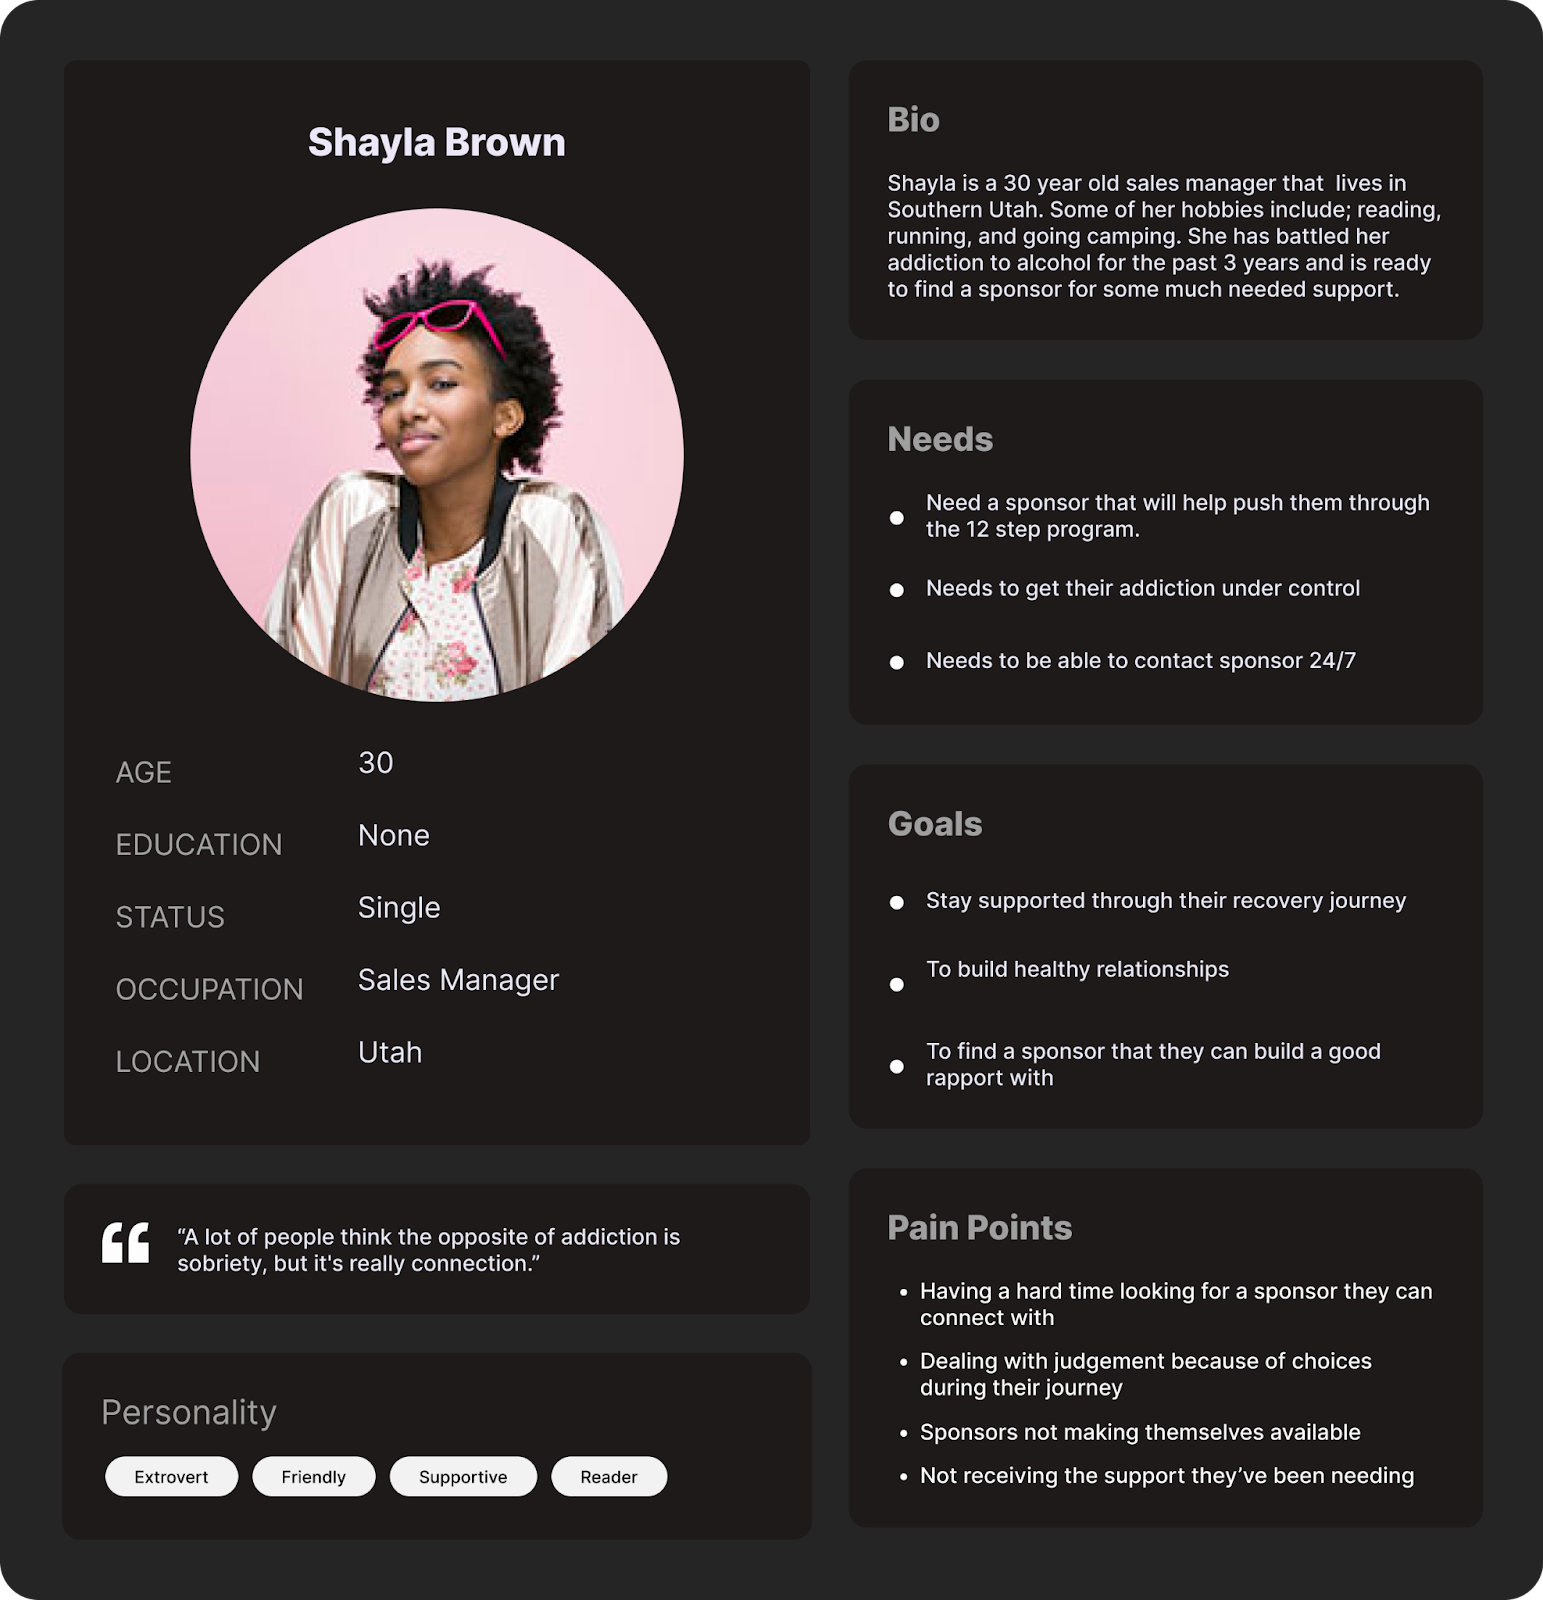 Shayla Brown
AGE 30
EDUCATION None
STATUS Single
OCCUPATION Sales Manager
LOCATION Utah
“A lot of people think the opposite of addiction is
sobriety, but it's really connection.”
Personality
Extrovert Friendly Supportive Reader
Bio
Shayla is a 30 year old sales manager that  lives in
Southern Utah. Some of her hobbies include; reading,
running, and going camping. She has battled her
addiction to alcohol for the past 3 years and is ready
to find a sponsor for some much needed support.
Needs
Need a sponsor that will help push them through
the 12 step program.
Needs to get their addiction under control
Needs to be able to contact sponsor 24/7
Goals
Stay supported through their recovery journey
To build healthy relationships
To find a sponsor that they can build a good
rapport with
Pain Points
• Having a hard time looking for a sponsor they can
connect with
• Dealing with judgement because of choices
during their journey
• Sponsors not making themselves available
• Not receiving the support they’ve been needing